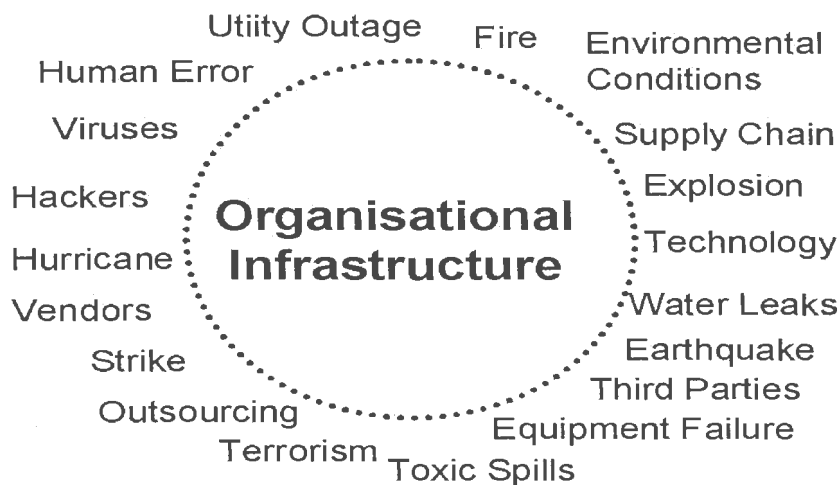 Utiity Outage
Fire
Environmental
Conditions
Human Error
Viruses
Supply Chain
Hackers
Explosion
Organisational
Infrastructure
Technology
Hurricane
Vendors
Water Leaks
Strike
Earthquake
Third Parties
Outsourcing
Equipment Failure
Terrorism
Toxic Spills